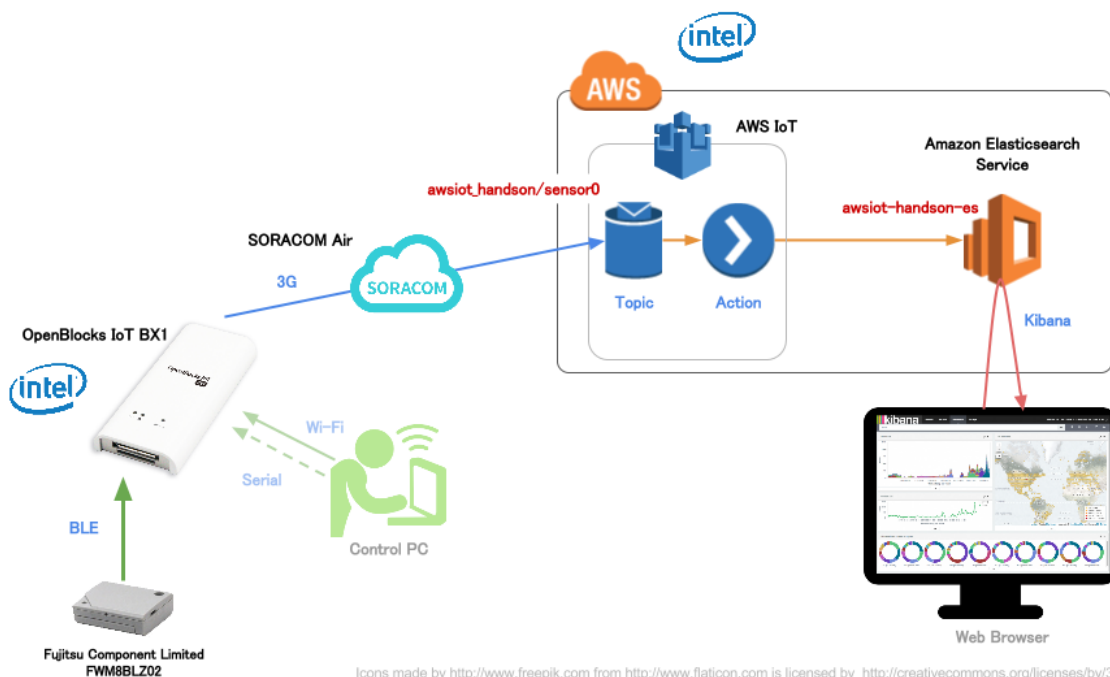 intel
AWS
AWS IoT
Amazon Elasticsearch
Service
awsiot_handson/sensor0
awsiot-handson-es
SORACOM Air
3G
SORACOM
Topic
Action
Kibana
OpenBlocks IoT BX1
intel
OpenBlocks IoT
Wi-Fi
Serial
kibana
BLE
Control PC
Web Browser
Fujitsu Component Limited
FWM8BLZ02
Icons made by http://www.freepik.com from http://www.flaticon.com is licensed by http://creativecommons.org/licenses/by/3